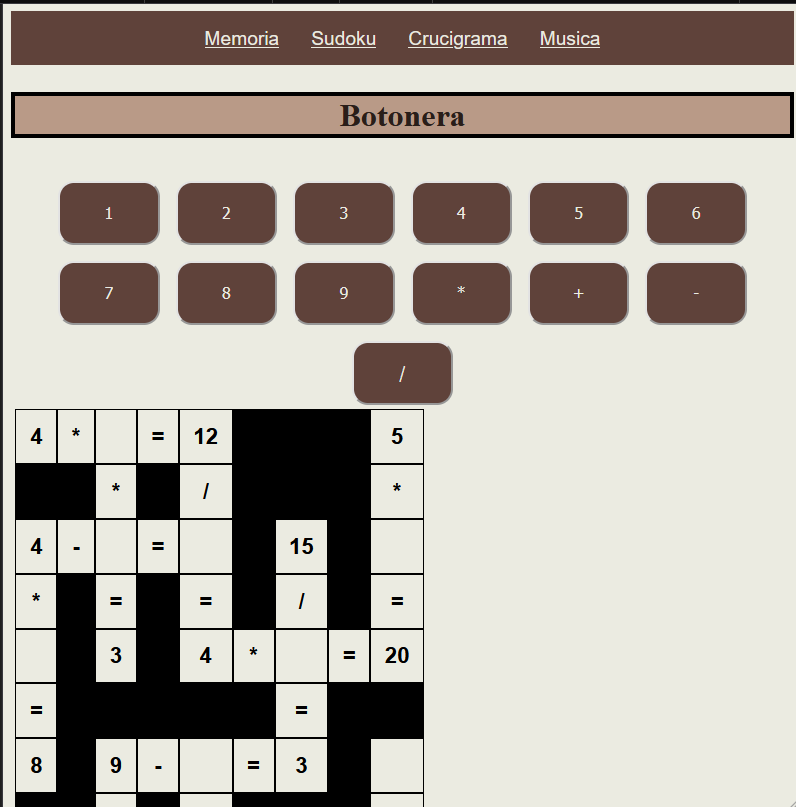 Memoria Sudoku Crucigrama Musica
Botonera
1 2 3 4 5 6
7 8 9 * + -
/
4 * = 12 5
* / *
4 - = 15
* = = / =
3 4 * = 20
= =
8 9 - = 3